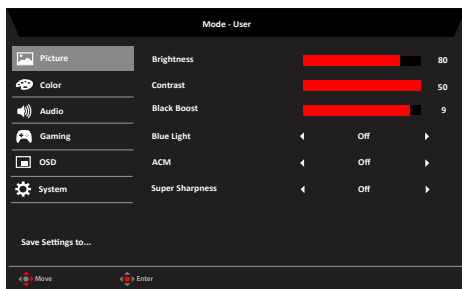 Mode - User
Picture
Brightness 80
Color
Contrast 50
Audio
Black Boost 9
Gaming
Blue Light Off
OSD
ACM Off
System
Super Sharpness Off
Save Settings to...
Move Enter